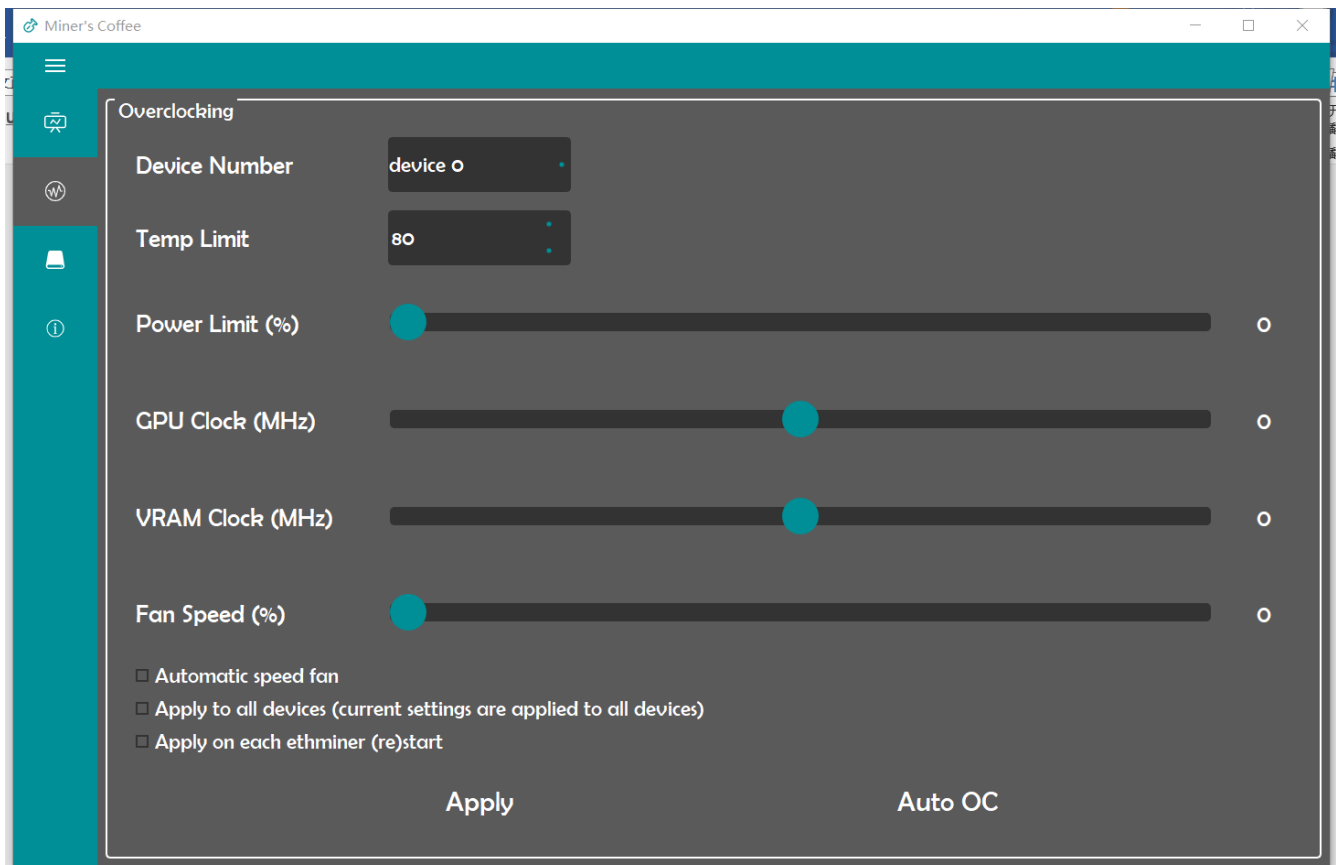 Miner's Coffee
Overclocking
Device Number device 0
Temp Limit 80
Power Limit (%) 0
GPU Clock (MHz) 0
VRAM Clock (MHz) 0
Fan Speed (%) 0
Automatic speed fan
Apply to all devices (current settings are applied to all devices)
Apply on each ethminer (re)start
Apply Auto OC